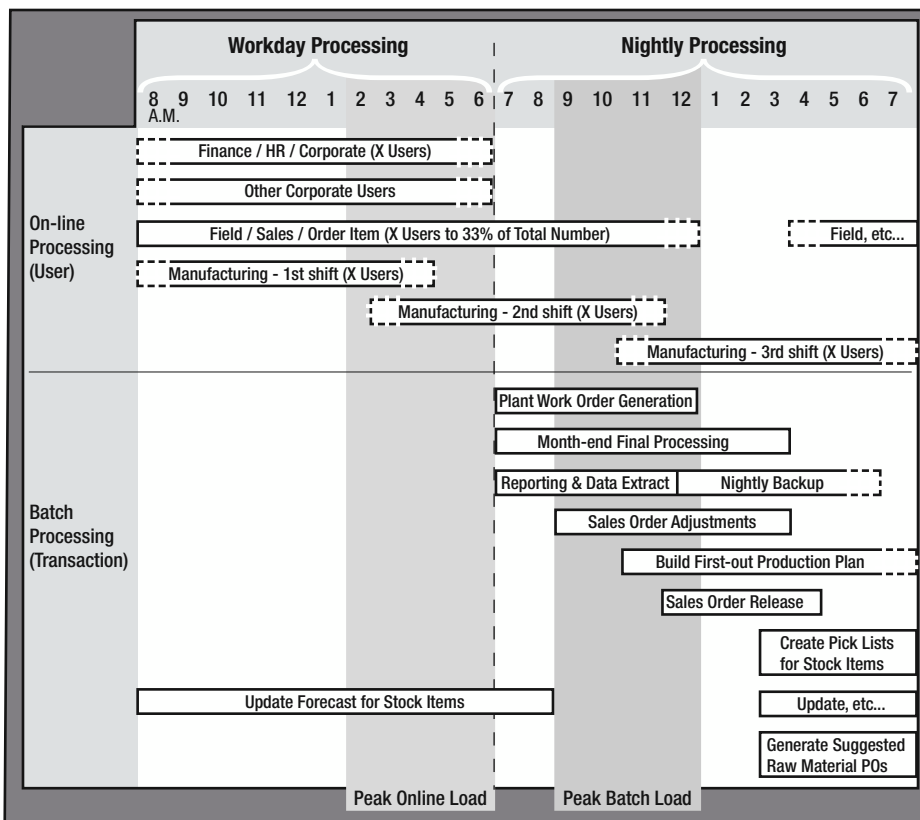 Workday Processing
Nightly Processing
8 9 10 11 12 1 2 3 4 5 6 7 8 9 10 11 12 1 2 3 4 5 6 7
A.M.
On-line
Processing
(User)
Finance / HR / Corporate (X Users)
Other Corporate Users
Field / Sales / Order Item (X Users to 33% of Total Number)
Field, etc...
Manufacturing - 1st shift (X Users)
Manufacturing - 2nd shift (X Users)
Manufacturing - 3rd shift (X Users)
Batch
Processing
(Transaction)
Plant Work Order Generation
Month-end Final Processing
Reporting & Data Extract
Nightly Backup
Sales Order Adjustments
Build First-out Production Plan
Sales Order Release
Create Pick Lists
for Stock Items
Update Forecast for Stock Items
Update, etc...
Generate Suggested
Raw Material POs
Peak Online Load
Peak Batch Load